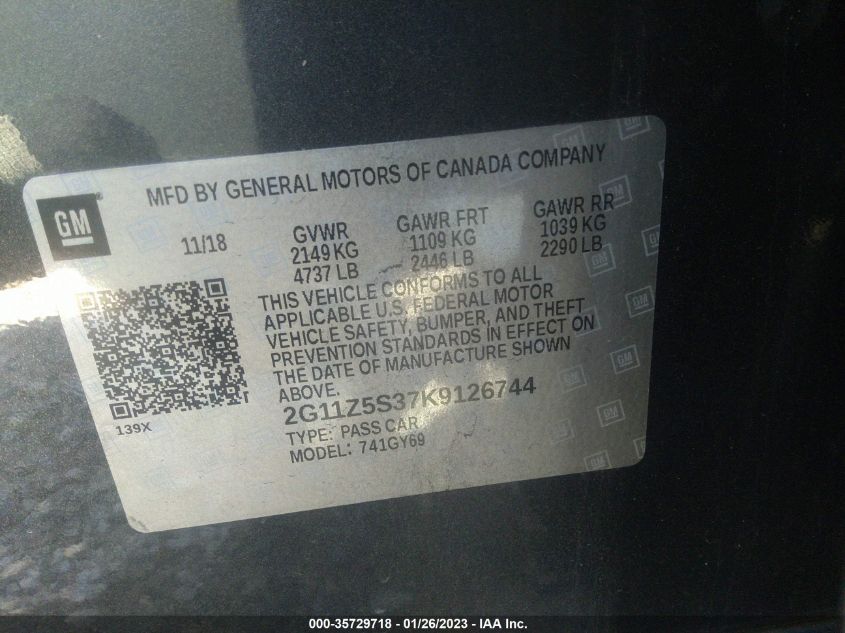 MFD BY GENERAL MOTORS OF CANADA COMPANY
GM
11/18
GVWR GAWR FRT GAWR RR
2149 KG 1109 KG 1039 KG
4737 LB 2446 LB 2290 LB
THIS VEHICLE CONFORMS TO ALL
APPLICABLE U.S. FEDERAL MOTOR
VEHICLE SAFETY, BUMPER, AND THEFT
PREVENTION STANDARDS IN EFFECT ON
THE DATE OF MANUFACTURE SHOWN
ABOVE.
2G11Z5S37K9126744
139X
TYPE: PASS CAR
MODEL: 741GY69
000-35729718 - 01/26/2023 - IAA Inc.